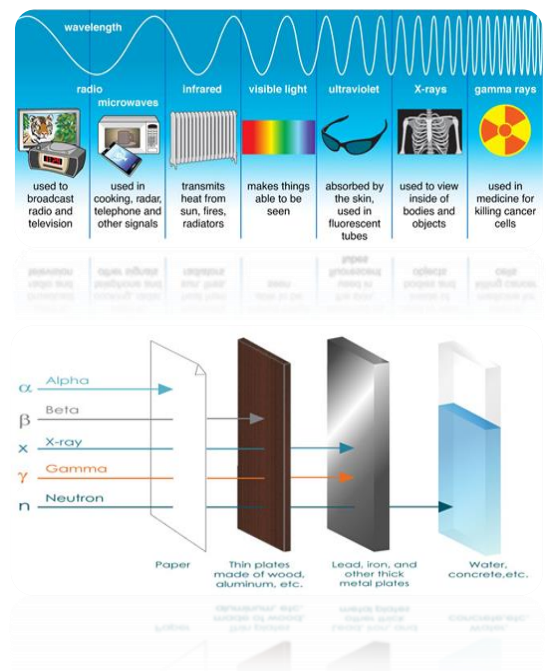 wavelength
radio
microwaves
infrared
visible light
ultraviolet
X-rays
gamma rays
used to
broadcast
radio and
television
used in
cooking, radar,
telephone and
other signals
transmits
heat from
sun, fires,
radiators
makes things
able to be
seen
absorbed by
the skin,
used in
fluorescent
tubes
used to view
inside of
bodies and
objects
used in
medicine for
killing cancer
cells
α Alpha
β Beta
x X-ray
γ Gamma
n Neutron
Paper
Thin plates
made of wood,
aluminum, etc.
Lead, iron, and
other thick
metal plates
Water,
concrete,etc.